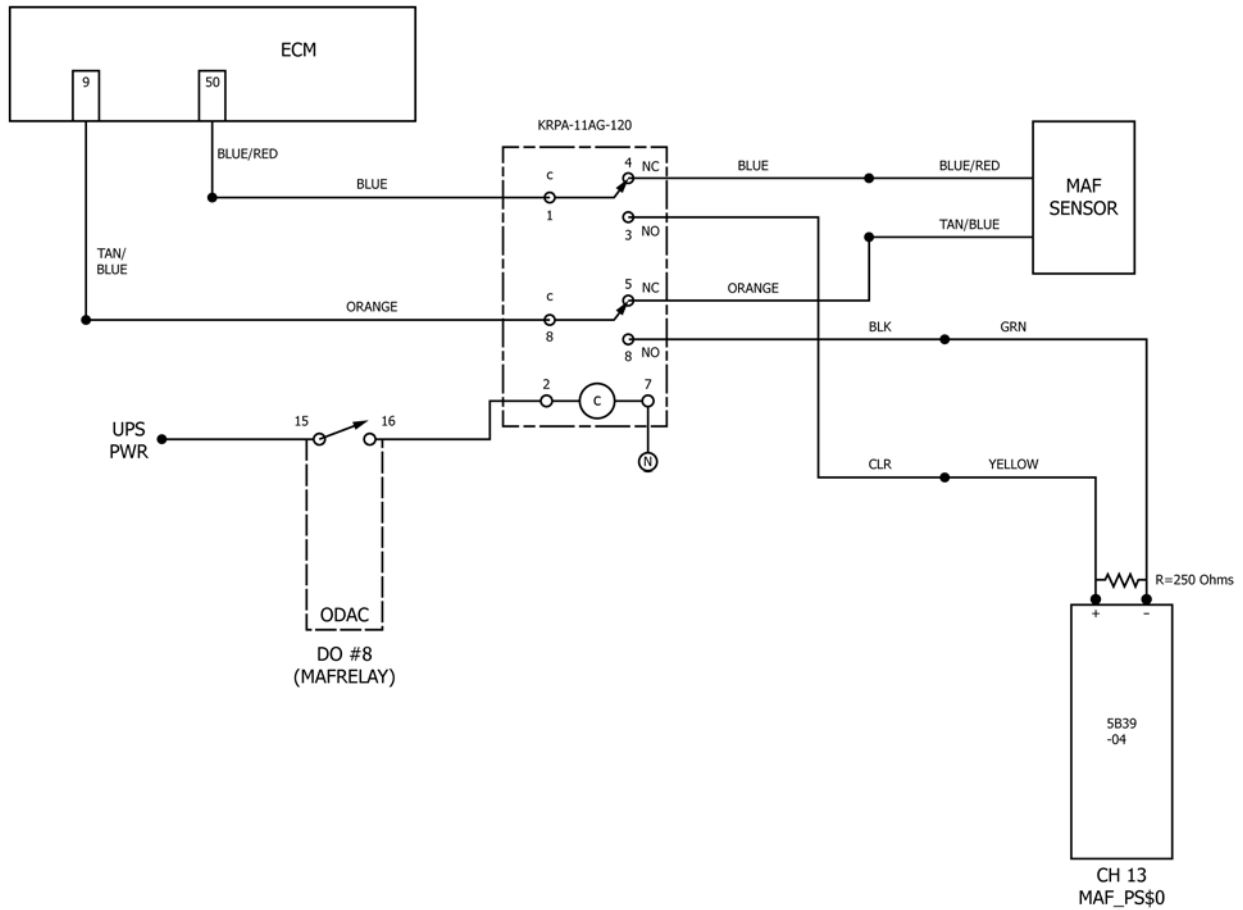 ECM
9
50
KRPA-11AG-120
BLUE/RED
4
NC
BLUE
BLUE/RED
MAF
SENSOR
c
BLUE
1
3
NO
TAN/BLUE
TAN/
BLUE
5
NC
ORANGE
c
ORANGE
8
8
NO
BLK
GRN
2
C
7
UPS
PWR
15
16
N
CLR
YELLOW
R=250 Ohms
+
-
ODAC
DO #8
(MAFRELAY)
5B39
-04
CH 13
MAF_PS$0